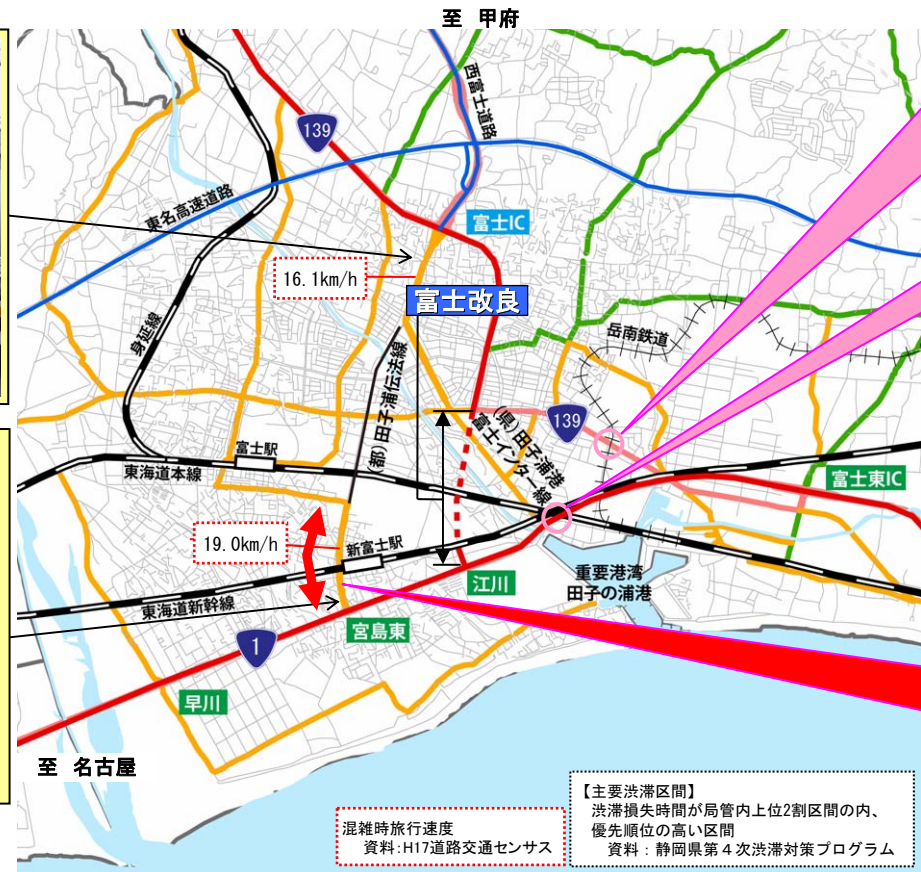 至 甲府
西富士道路
139
東名高速道路
富士IC
16.1km/h
富士改良
岳南鉄道
身延線
(都)田子浦伝法線
(県)田子浦港
富士インター線
139
富士駅
東海道本線
富士東IC
19.0km/h
新富士駅
江川
重要港湾
田子の浦港
東海道新幹線
宮島東
1
早川
至 名古屋
混雑時旅行速度
資料:H17道路交通センサス
【主要渋滞区間】
渋滞損失時間が局管内上位2割区間の内、
優先順位の高い区間
資料：静岡県第４次渋滞対策プログラム